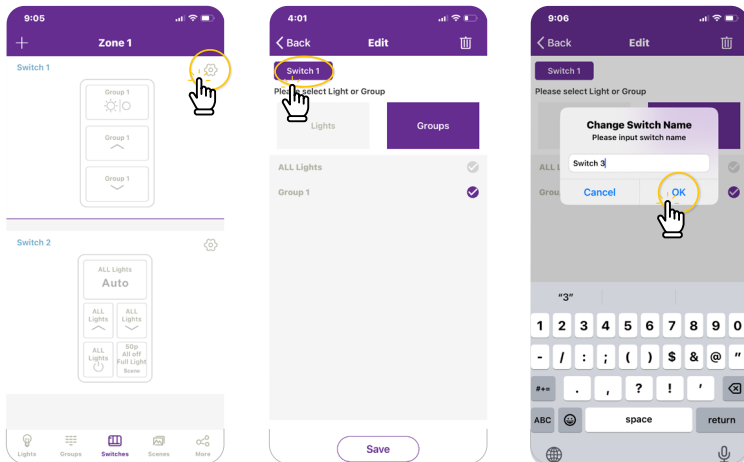 9:05
Zone 1
Switch 1
Group 1
Group 1
Group 1
Switch 2
ALL Lights
Auto
ALL Lights
ALL Lights
ALL Lights
50p
All off
Full Light
Scene
Lights
Groups
Switches
Scenes
More
4:01
Back
Edit
Switch 1
Please select Light or Group
Lights
Groups
ALL Lights
Group 1
Save
9:06
Back
Edit
Switch 1
Please select Light or Group
Change Switch Name
Please input switch name
Switch 3
ALL L
Grou
Cancel
OK
"3"
1 2 3 4 5 6 7 8 9 0
- / : ; ( ) $ & @ "
#+= . , ? ! '
ABC space return